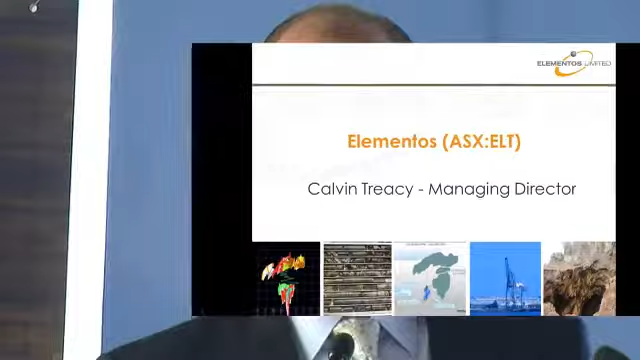 ELEMENTOS LIMITED
Elementos (ASX:ELT)
Calvin Treacy - Managing Director